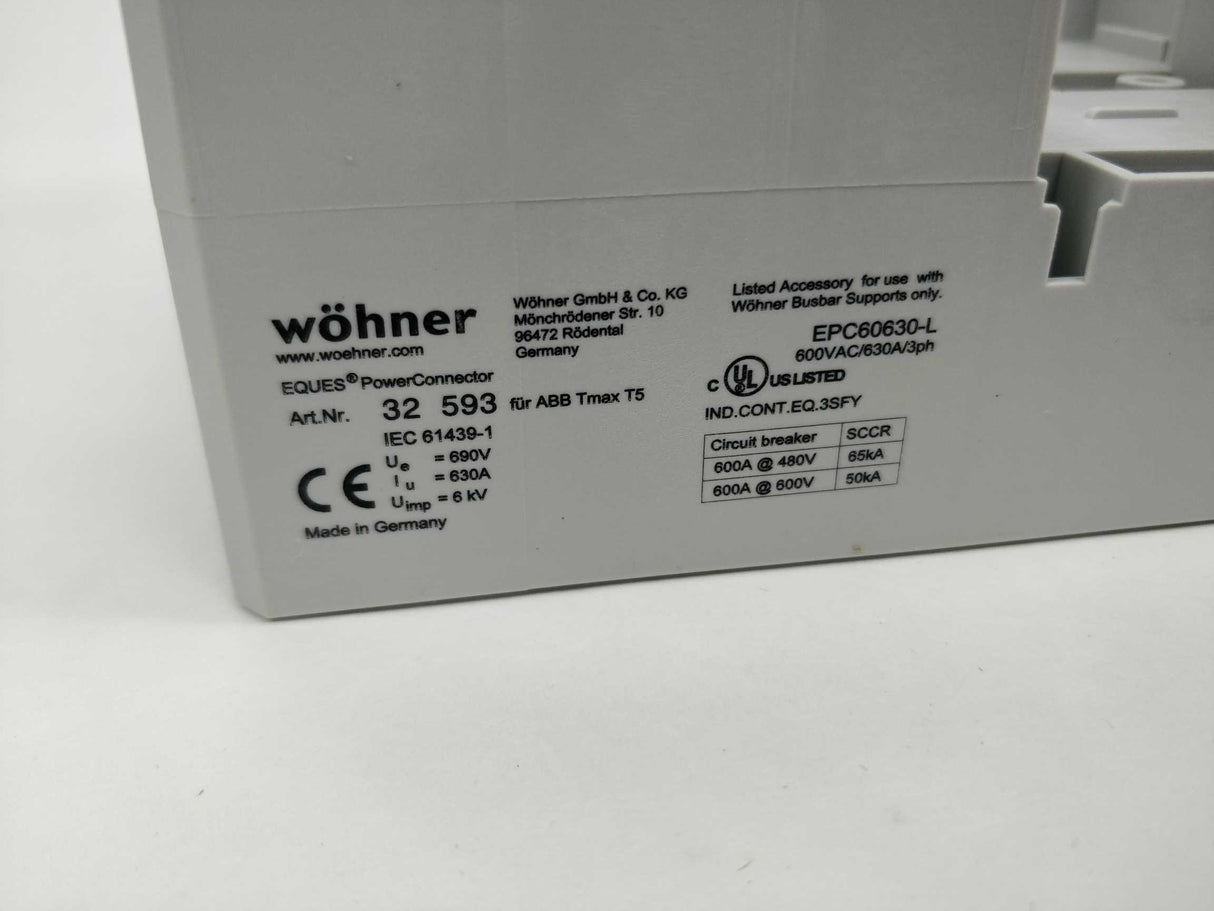 wöhner
www.woehner.com
Wöhner GmbH & Co. KG
Mönchrödener Str. 10
96472 Rödental
Germany
EQUES® PowerConnector
Art.Nr. 32 593 für ABB Tmax T5
IEC 61439-1
CE
Ue = 690V
Iu = 630A
Uimp = 6 kV
Made in Germany
Listed Accessory for use with
Wöhner Busbar Supports only.
EPC60630-L
600VAC/630A/3ph
C UL ® US LISTED
IND.CONT.EQ.3SFY
Circuit breaker SCCR
600A @ 480V 65kA
600A @ 600V 50kA